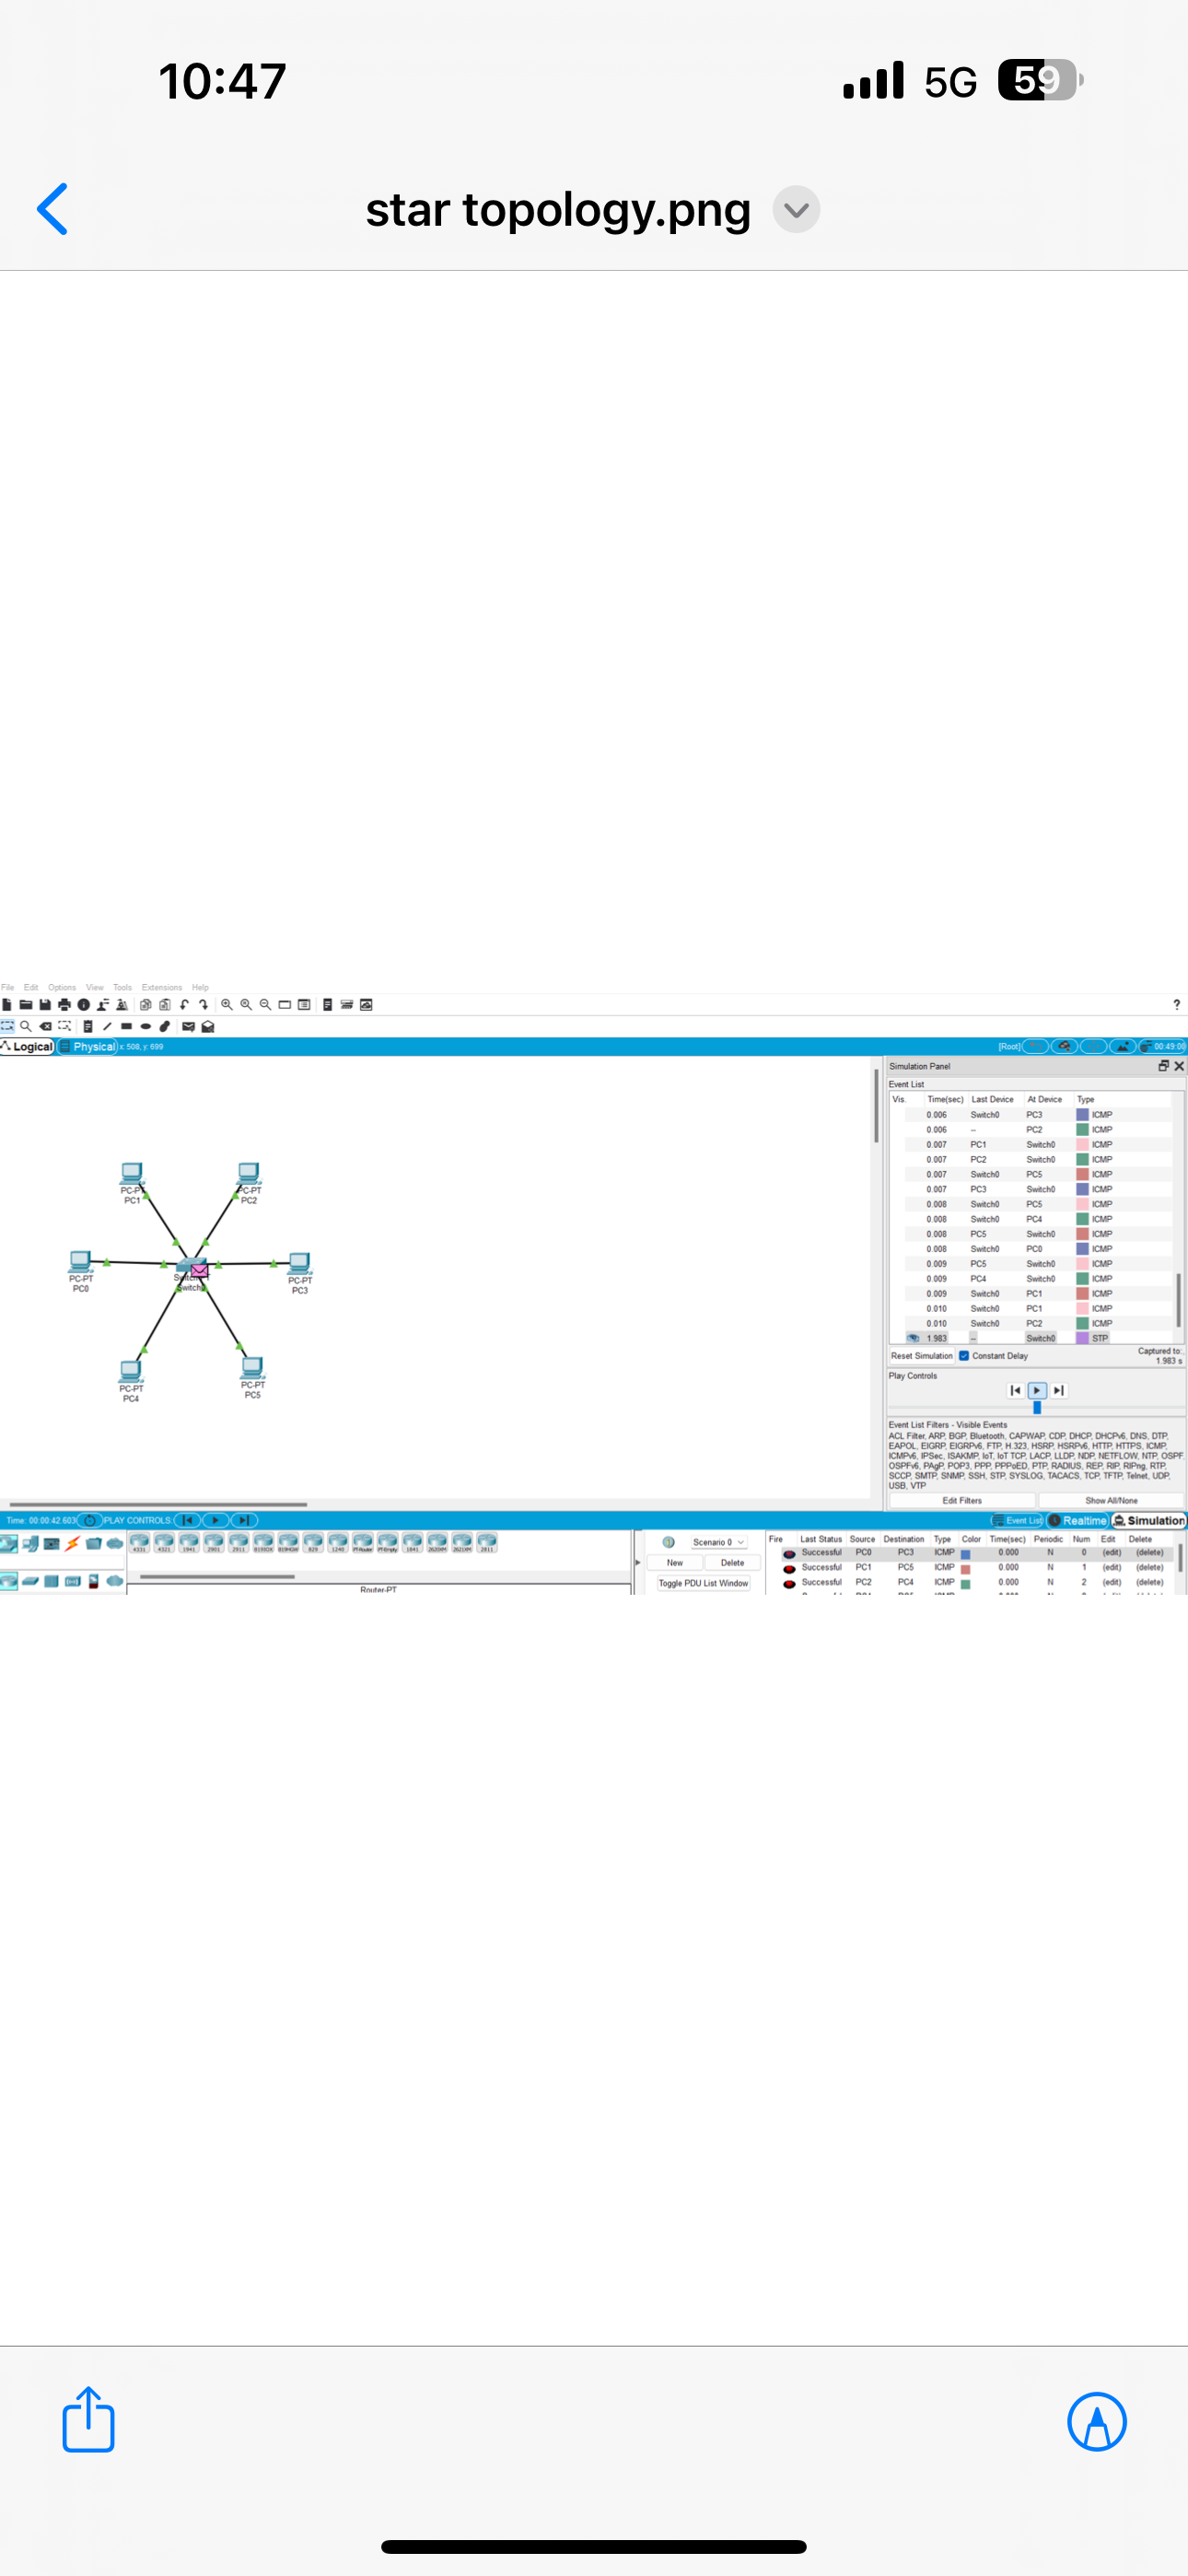 10:47
5G 59
star topology.png
File Edit Options View Tools Extensions Help
?
Logical Physical x: 508, y: 699 [Root] 00:49:00
Simulation Panel
Event List
Vis. Time(sec) Last Device At Device Type
0.006 Switch0 PC3 ICMP
0.006 -- PC2 ICMP
0.007 PC1 Switch0 ICMP
0.007 PC2 Switch0 ICMP
0.007 Switch0 PC5 ICMP
0.007 PC3 Switch0 ICMP
0.008 Switch0 PC5 ICMP
0.008 Switch0 PC4 ICMP
0.008 PC5 Switch0 ICMP
0.008 Switch0 PC0 ICMP
0.009 PC5 Switch0 ICMP
0.009 PC4 Switch0 ICMP
0.009 Switch0 PC1 ICMP
0.010 Switch0 PC1 ICMP
0.010 Switch0 PC2 ICMP
1.983 -- Switch0 STP
Reset Simulation Constant Delay Captured to:
1.983 s
Play Controls
Event List Filters - Visible Events
ACL Filter, ARP, BGP, Bluetooth, CAPWAP, CDP, DHCP, DHCPv6, DNS, DTP,
EAPOL, EIGRP, EIGRPv6, FTP, H.323, HSRP, HSRPv6, HTTP, HTTPS, ICMP,
ICMPv6, IPSec, ISAKMP, IoT, IoT TCP, LACP, LLDP, NDP, NETFLOW, NTP, OSPF,
OSPFv6, PAgP, POP3, PPP, PPPoED, PTP, RADIUS, REP, RIP, RIPng, RTP,
SCCP, SMTP, SNMP, SSH, STP, SYSLOG, TACACS, TCP, TFTP, Telnet, UDP,
USB, VTP
Edit Filters Show All/None
PC-PT
PC1
PC-PT
PC2
PC-PT
PC0
PC-PT
PC3
PC-PT
PC4
PC-PT
PC5
Time: 00:00:42.603 PLAY CONTROLS: Event List Realtime Simulation
4331 4321 1941 2901 2911 819IOX 819HGW 829 1240 PT-Router PT-Empty 1841 2620XM 2621XM 2811
Router-PT
Scenario 0
New Delete
Toggle PDU List Window
Fire Last Status Source Destination Type Color Time(sec) Periodic Num Edit Delete
Successful PC0 PC3 ICMP 0.000 N 0 (edit) (delete)
Successful PC1 PC5 ICMP 0.000 N 1 (edit) (delete)
Successful PC2 PC4 ICMP 0.000 N 2 (edit) (delete)